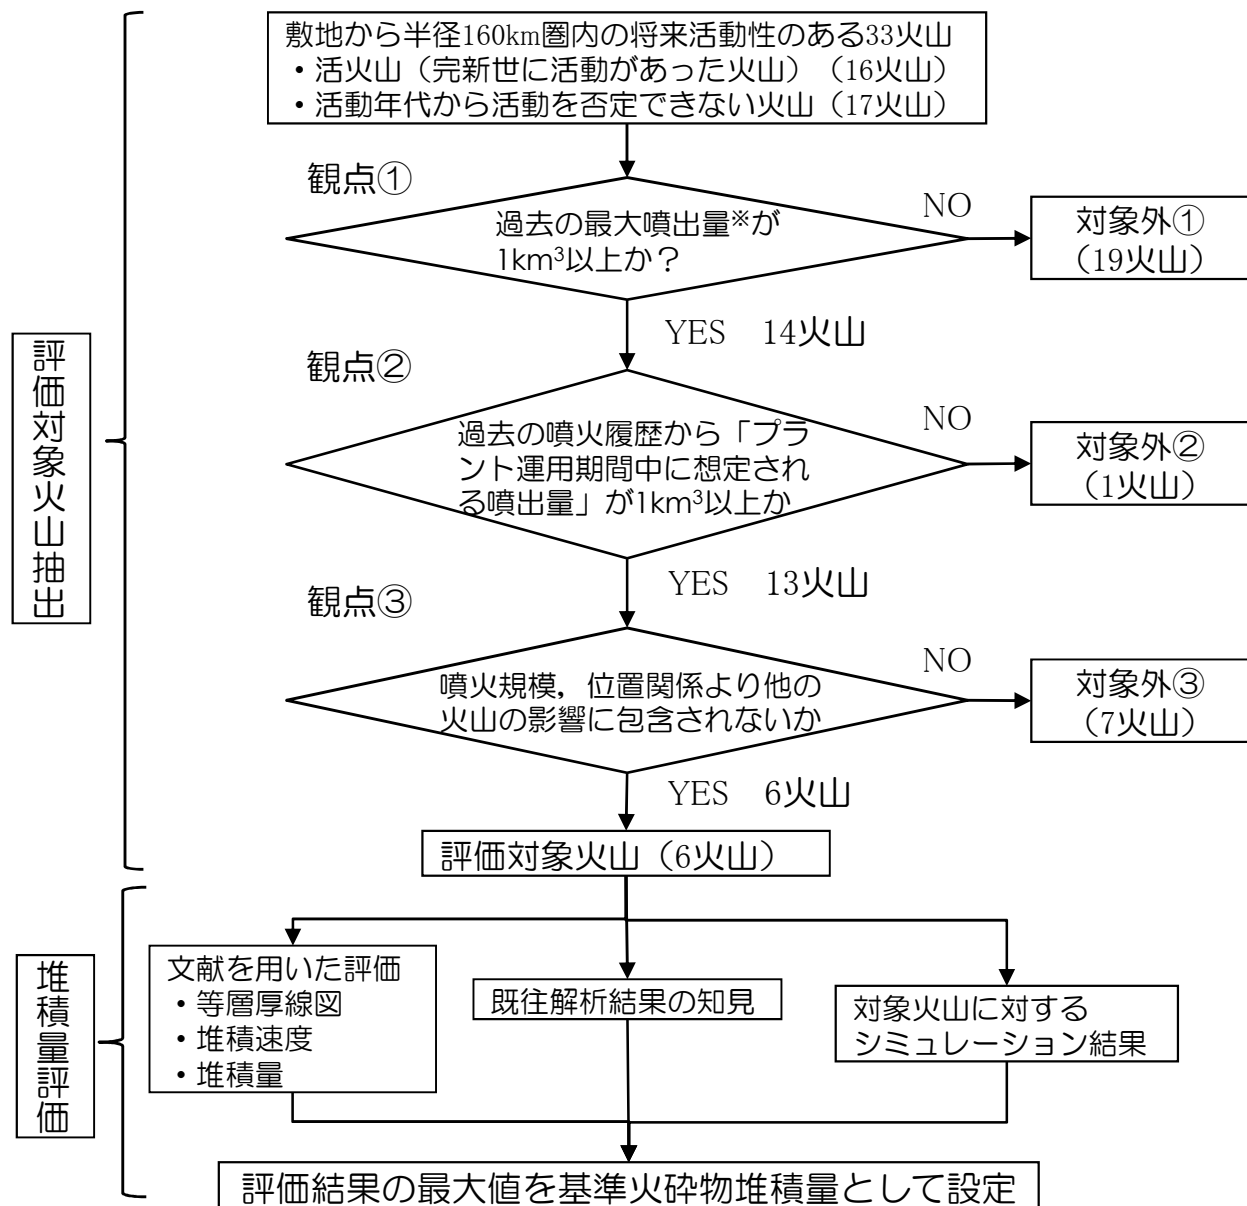 敷地から半径160km圏内の将来活動性のある33火山
・活火山（完新世に活動があった火山）（16火山）
・活動年代から活動を否定できない火山（17火山）
観点①
過去の最大噴出量※が
1km³以上か？
NO
対象外①
（19火山）
YES 14火山
観点②
過去の噴火履歴から「プラ
ント運用期間中に想定され
る噴出量」が1km³以上か
NO
対象外②
（1火山）
YES 13火山
観点③
噴火規模，位置関係より他の
火山の影響に包含されないか
NO
対象外③
（7火山）
YES 6火山
評価対象火山（6火山）
評価対象火山抽出
文献を用いた評価
・等層厚線図
・堆積速度
・堆積量
既往解析結果の知見
対象火山に対する
シミュレーション結果
堆積量評価
評価結果の最大値を基準火砕物堆積量として設定